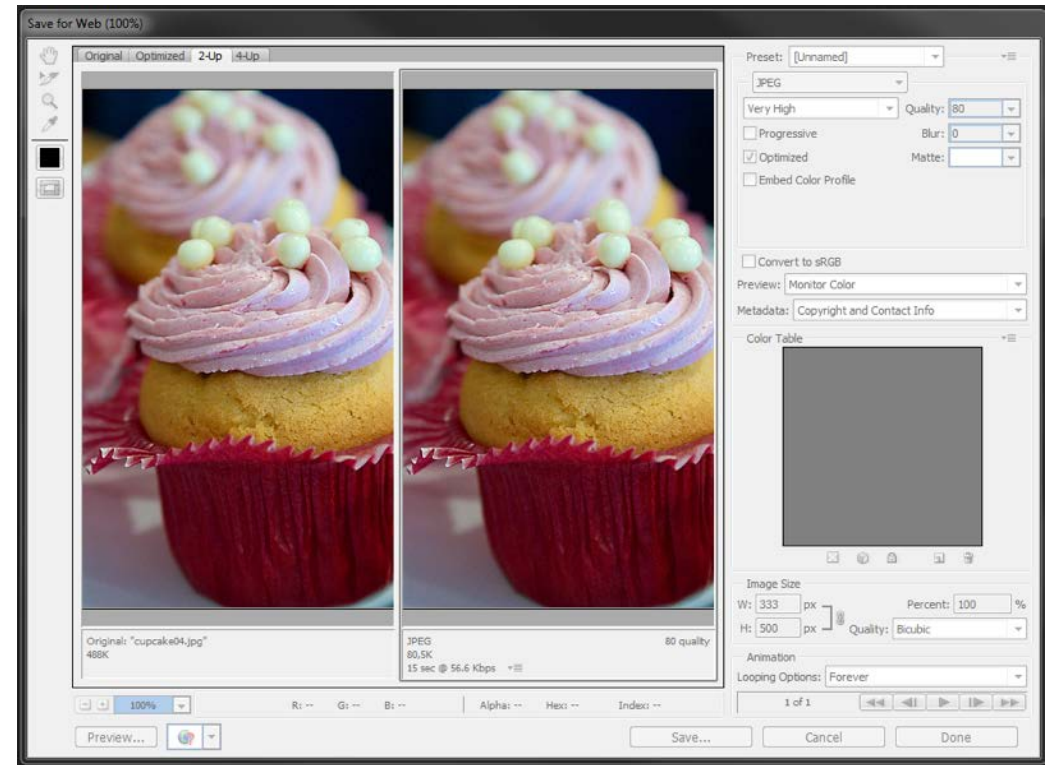 Save for Web (100%)
Original Optimized 2-Up 4-Up
Original: "cupcake04.jpg"
488K
JPEG 80 quality
80,5K
15 sec @ 56.6 Kbps
100% R: -- G: -- B: -- Alpha: -- Hex: -- Index: --
Preview... Save... Cancel Done
Preset: [Unnamed]
JPEG
Very High Quality: 80
Progressive Blur: 0
Optimized Matte:
Embed Color Profile
Convert to sRGB
Preview: Monitor Color
Metadata: Copyright and Contact Info
Color Table
Image Size
W: 333 px Percent: 100 %
H: 500 px Quality: Bicubic
Animation
Looping Options: Forever
1 of 1